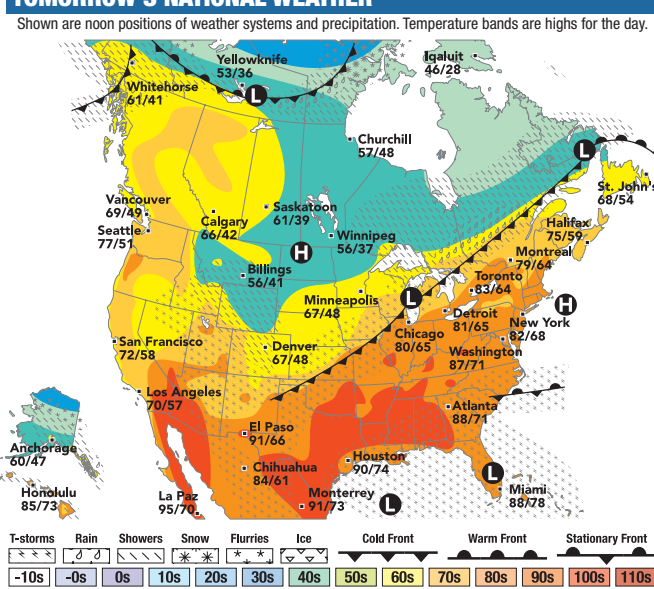 TOMORROW'S NATIONAL WEATHER
Shown are noon positions of weather systems and precipitation. Temperature bands are highs for the day.
Yellowknife
53/36
Iqaluit
46/28
Whitehorse
61/41
L
Churchill
57/48
L
St. John's
68/54
Vancouver
69/49
Seattle
77/51
Calgary
66/42
Saskatoon
61/39
Winnipeg
56/37
Halifax
75/59
Montreal
79/64
H
Billings
56/41
Toronto
83/64
Minneapolis
67/48
L
H
Detroit
81/65
New York
82/68
Chicago
80/65
San Francisco
72/58
Denver
67/48
Washington
87/71
Los Angeles
70/57
Atlanta
88/71
El Paso
91/66
Anchorage
60/47
Houston
90/74
Chihuahua
84/61
L
Miami
88/78
Honolulu
85/73
La Paz
95/70
Monterrey
91/73
L
T-storms Rain Showers Snow Flurries Ice Cold Front Warm Front Stationary Front
-10s -0s 0s 10s 20s 30s 40s 50s 60s 70s 80s 90s 100s 110s